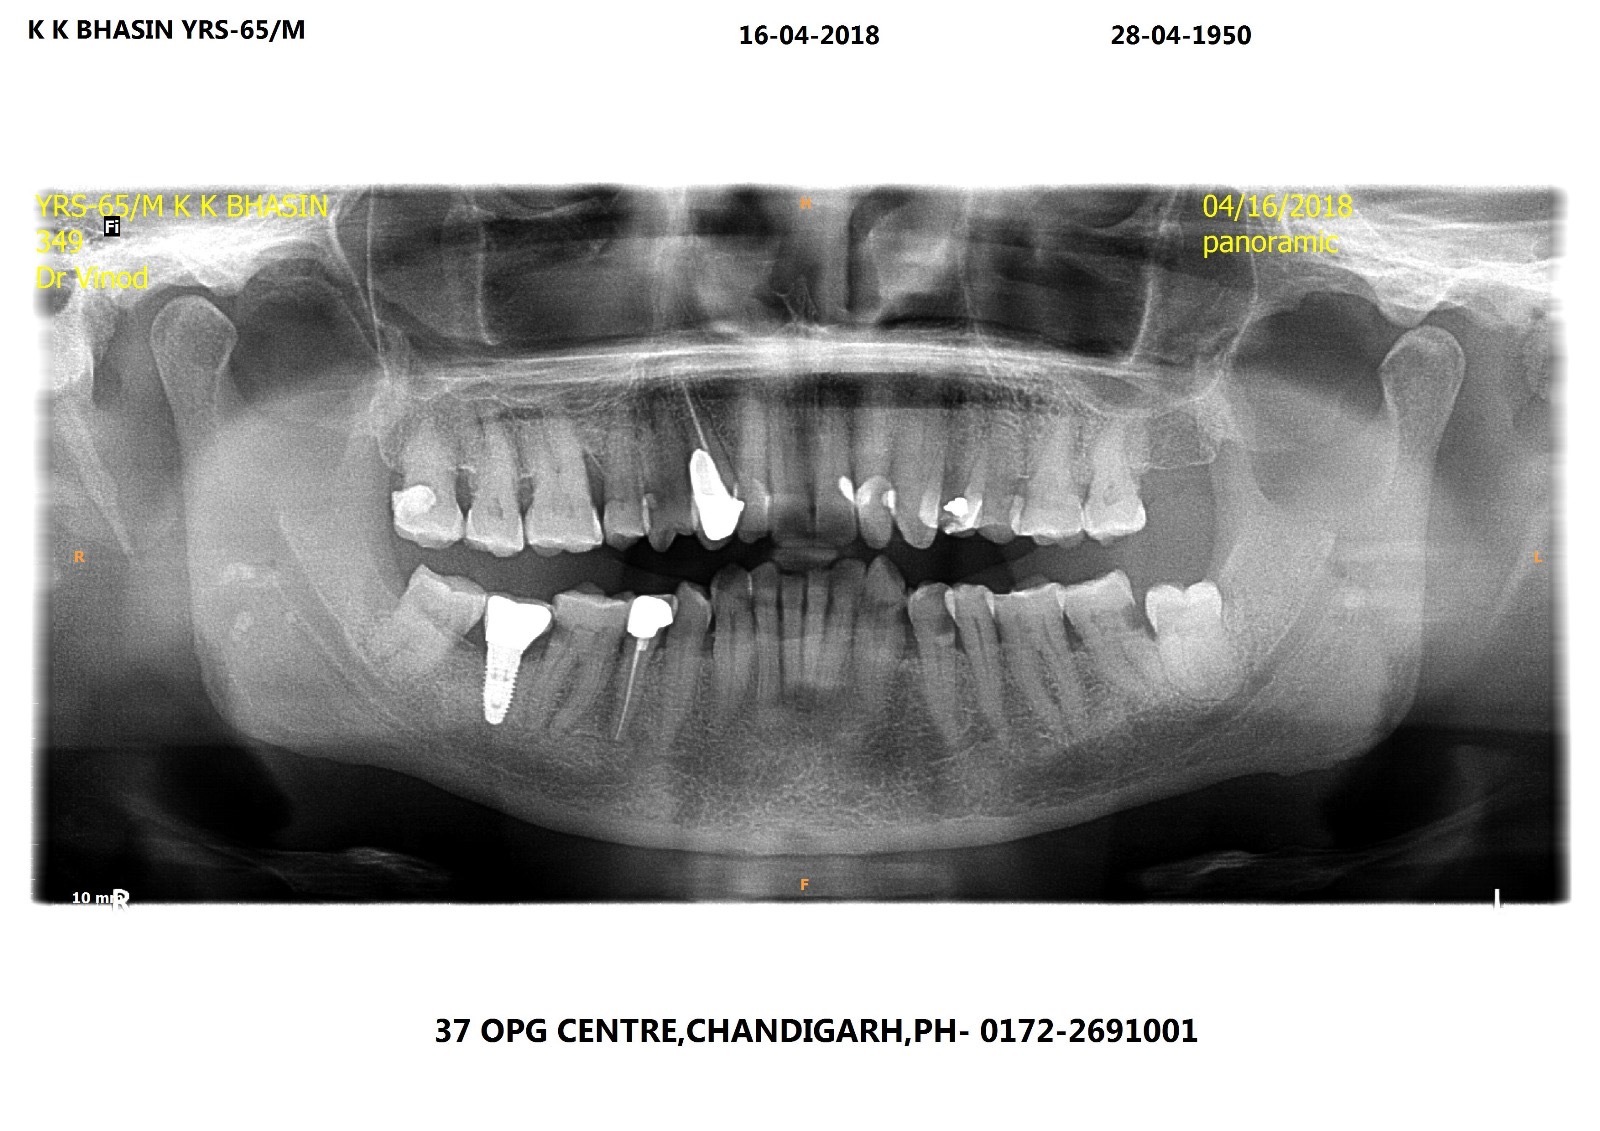 K K BHASIN YRS-65/M 16-04-2018 28-04-1950
YRS-65/M K K BHASIN 04/16/2018
Fi
349 panoramic
Dr Vinod
R L
F
10 mm R L
37 OPG CENTRE,CHANDIGARH,PH- 0172-2691001